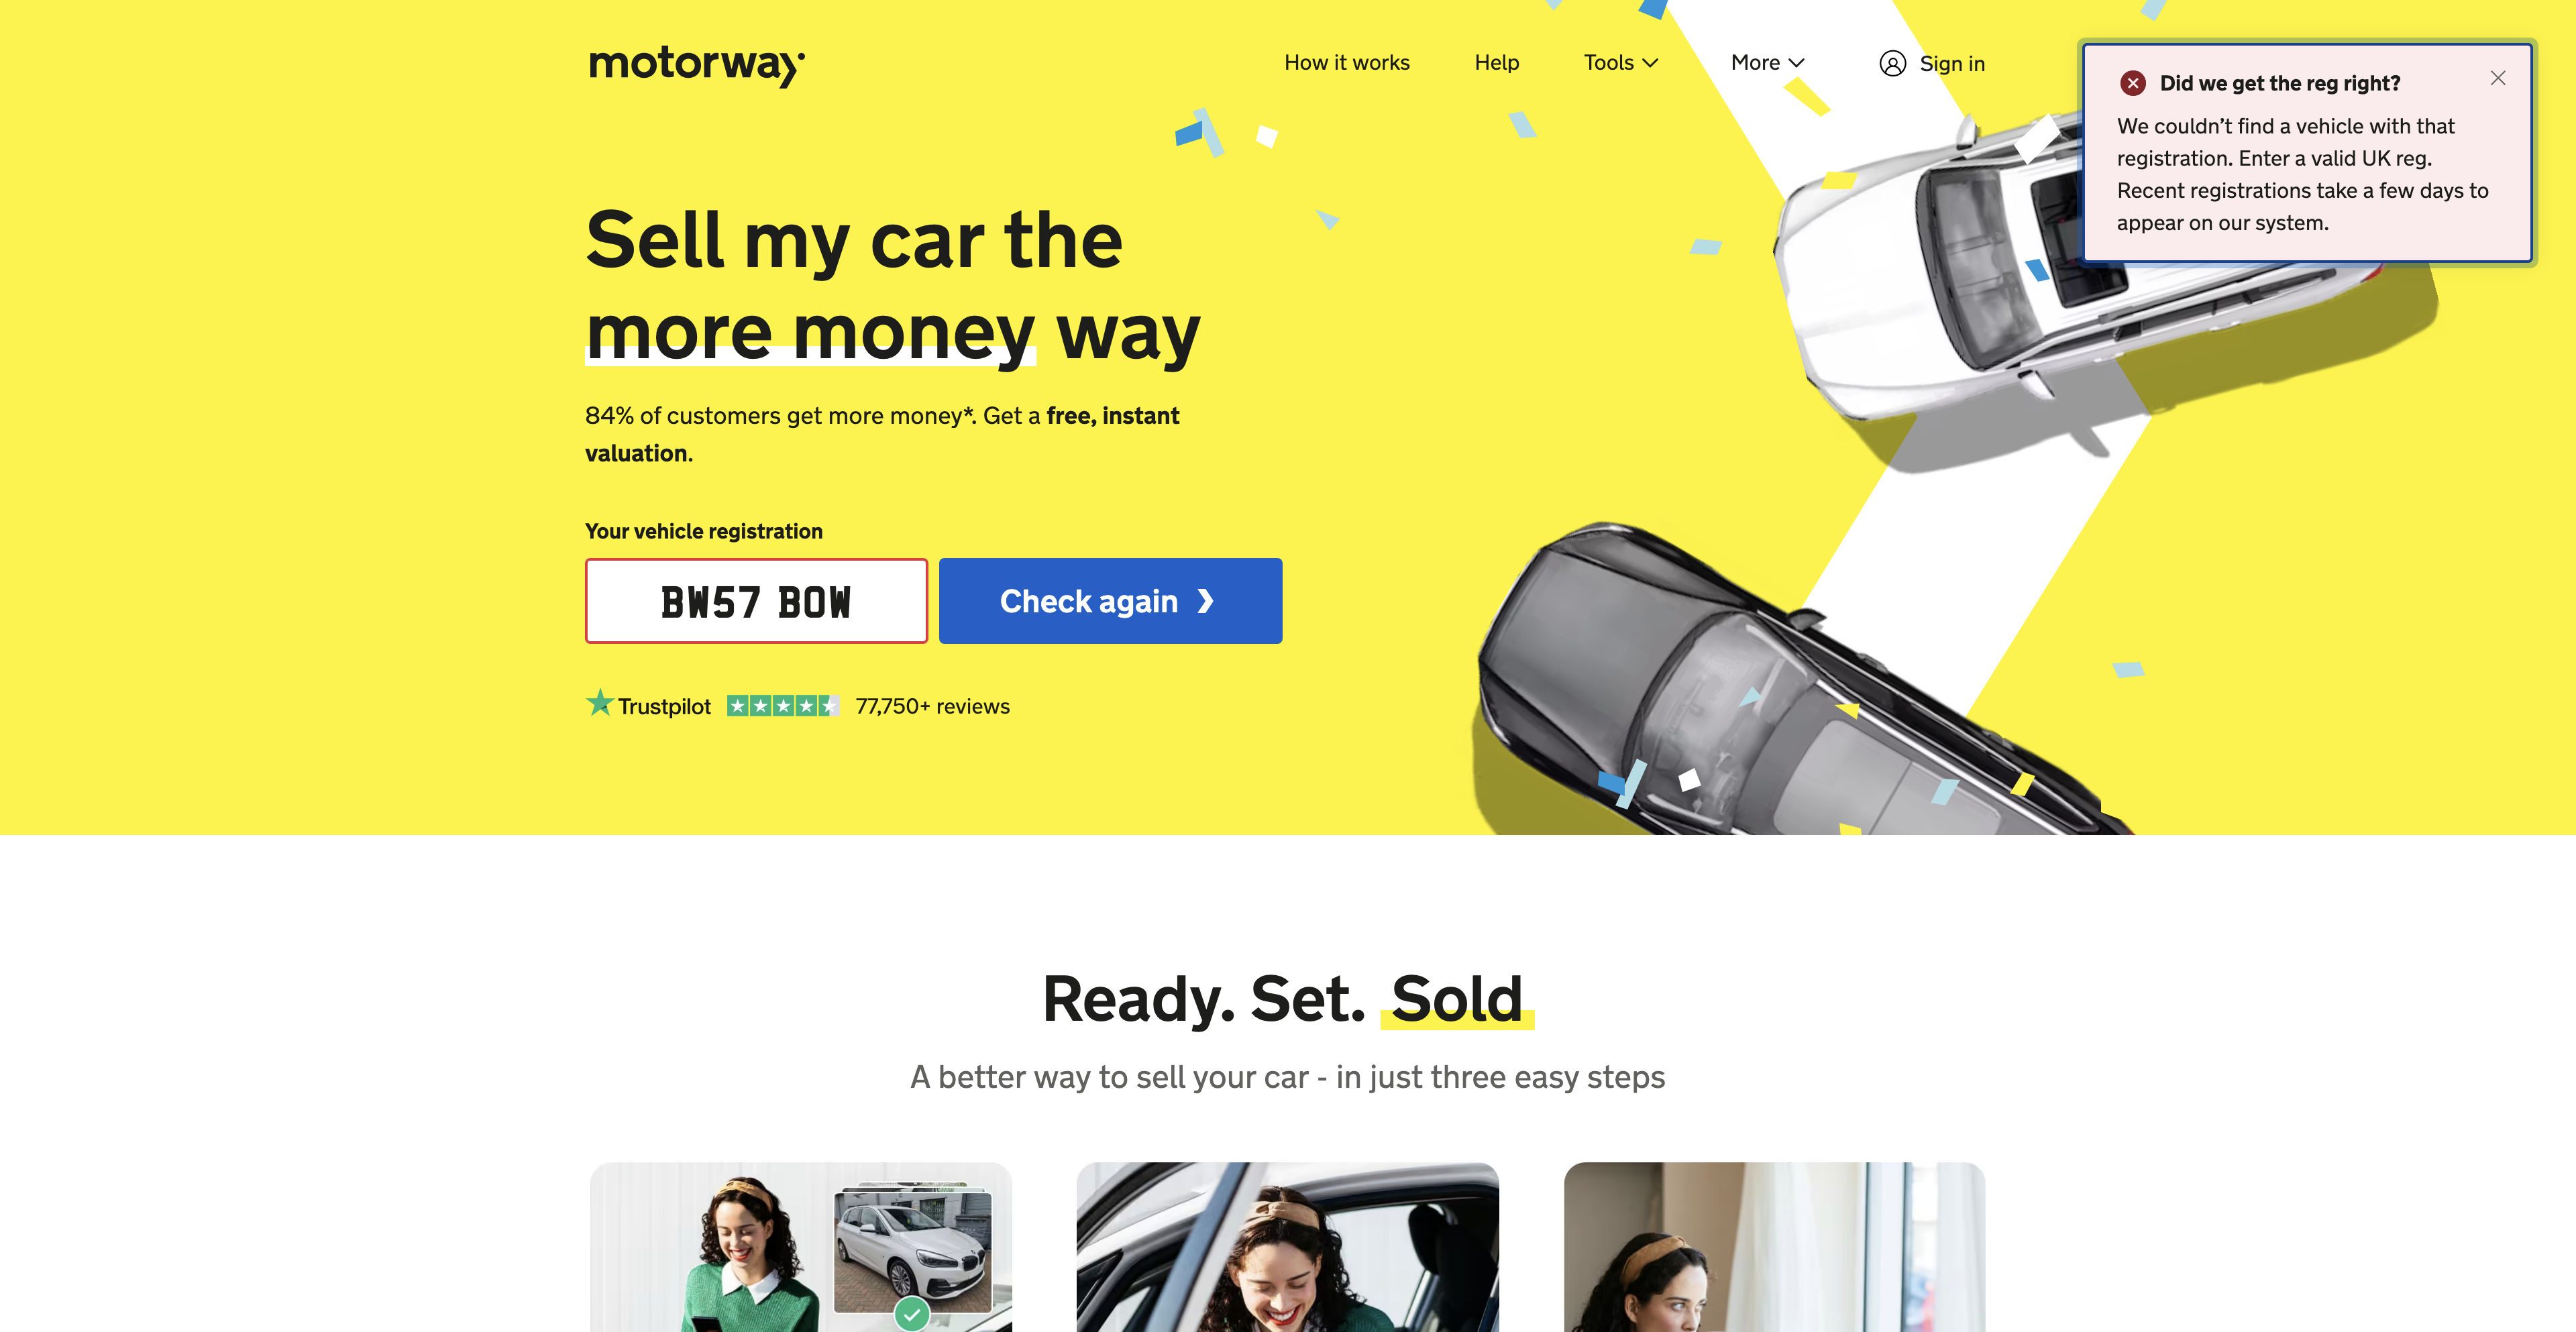 motorway
How it works
Help
Tools
More
Sign in
Did we get the reg right?
We couldn’t find a vehicle with that
registration. Enter a valid UK reg.
Recent registrations take a few days to
appear on our system.
Sell my car the
more money way
84% of customers get more money*. Get a free, instant
valuation.
Your vehicle registration
BW57 BOW
Check again
Trustpilot
77,750+ reviews
Ready. Set. Sold
A better way to sell your car - in just three easy steps